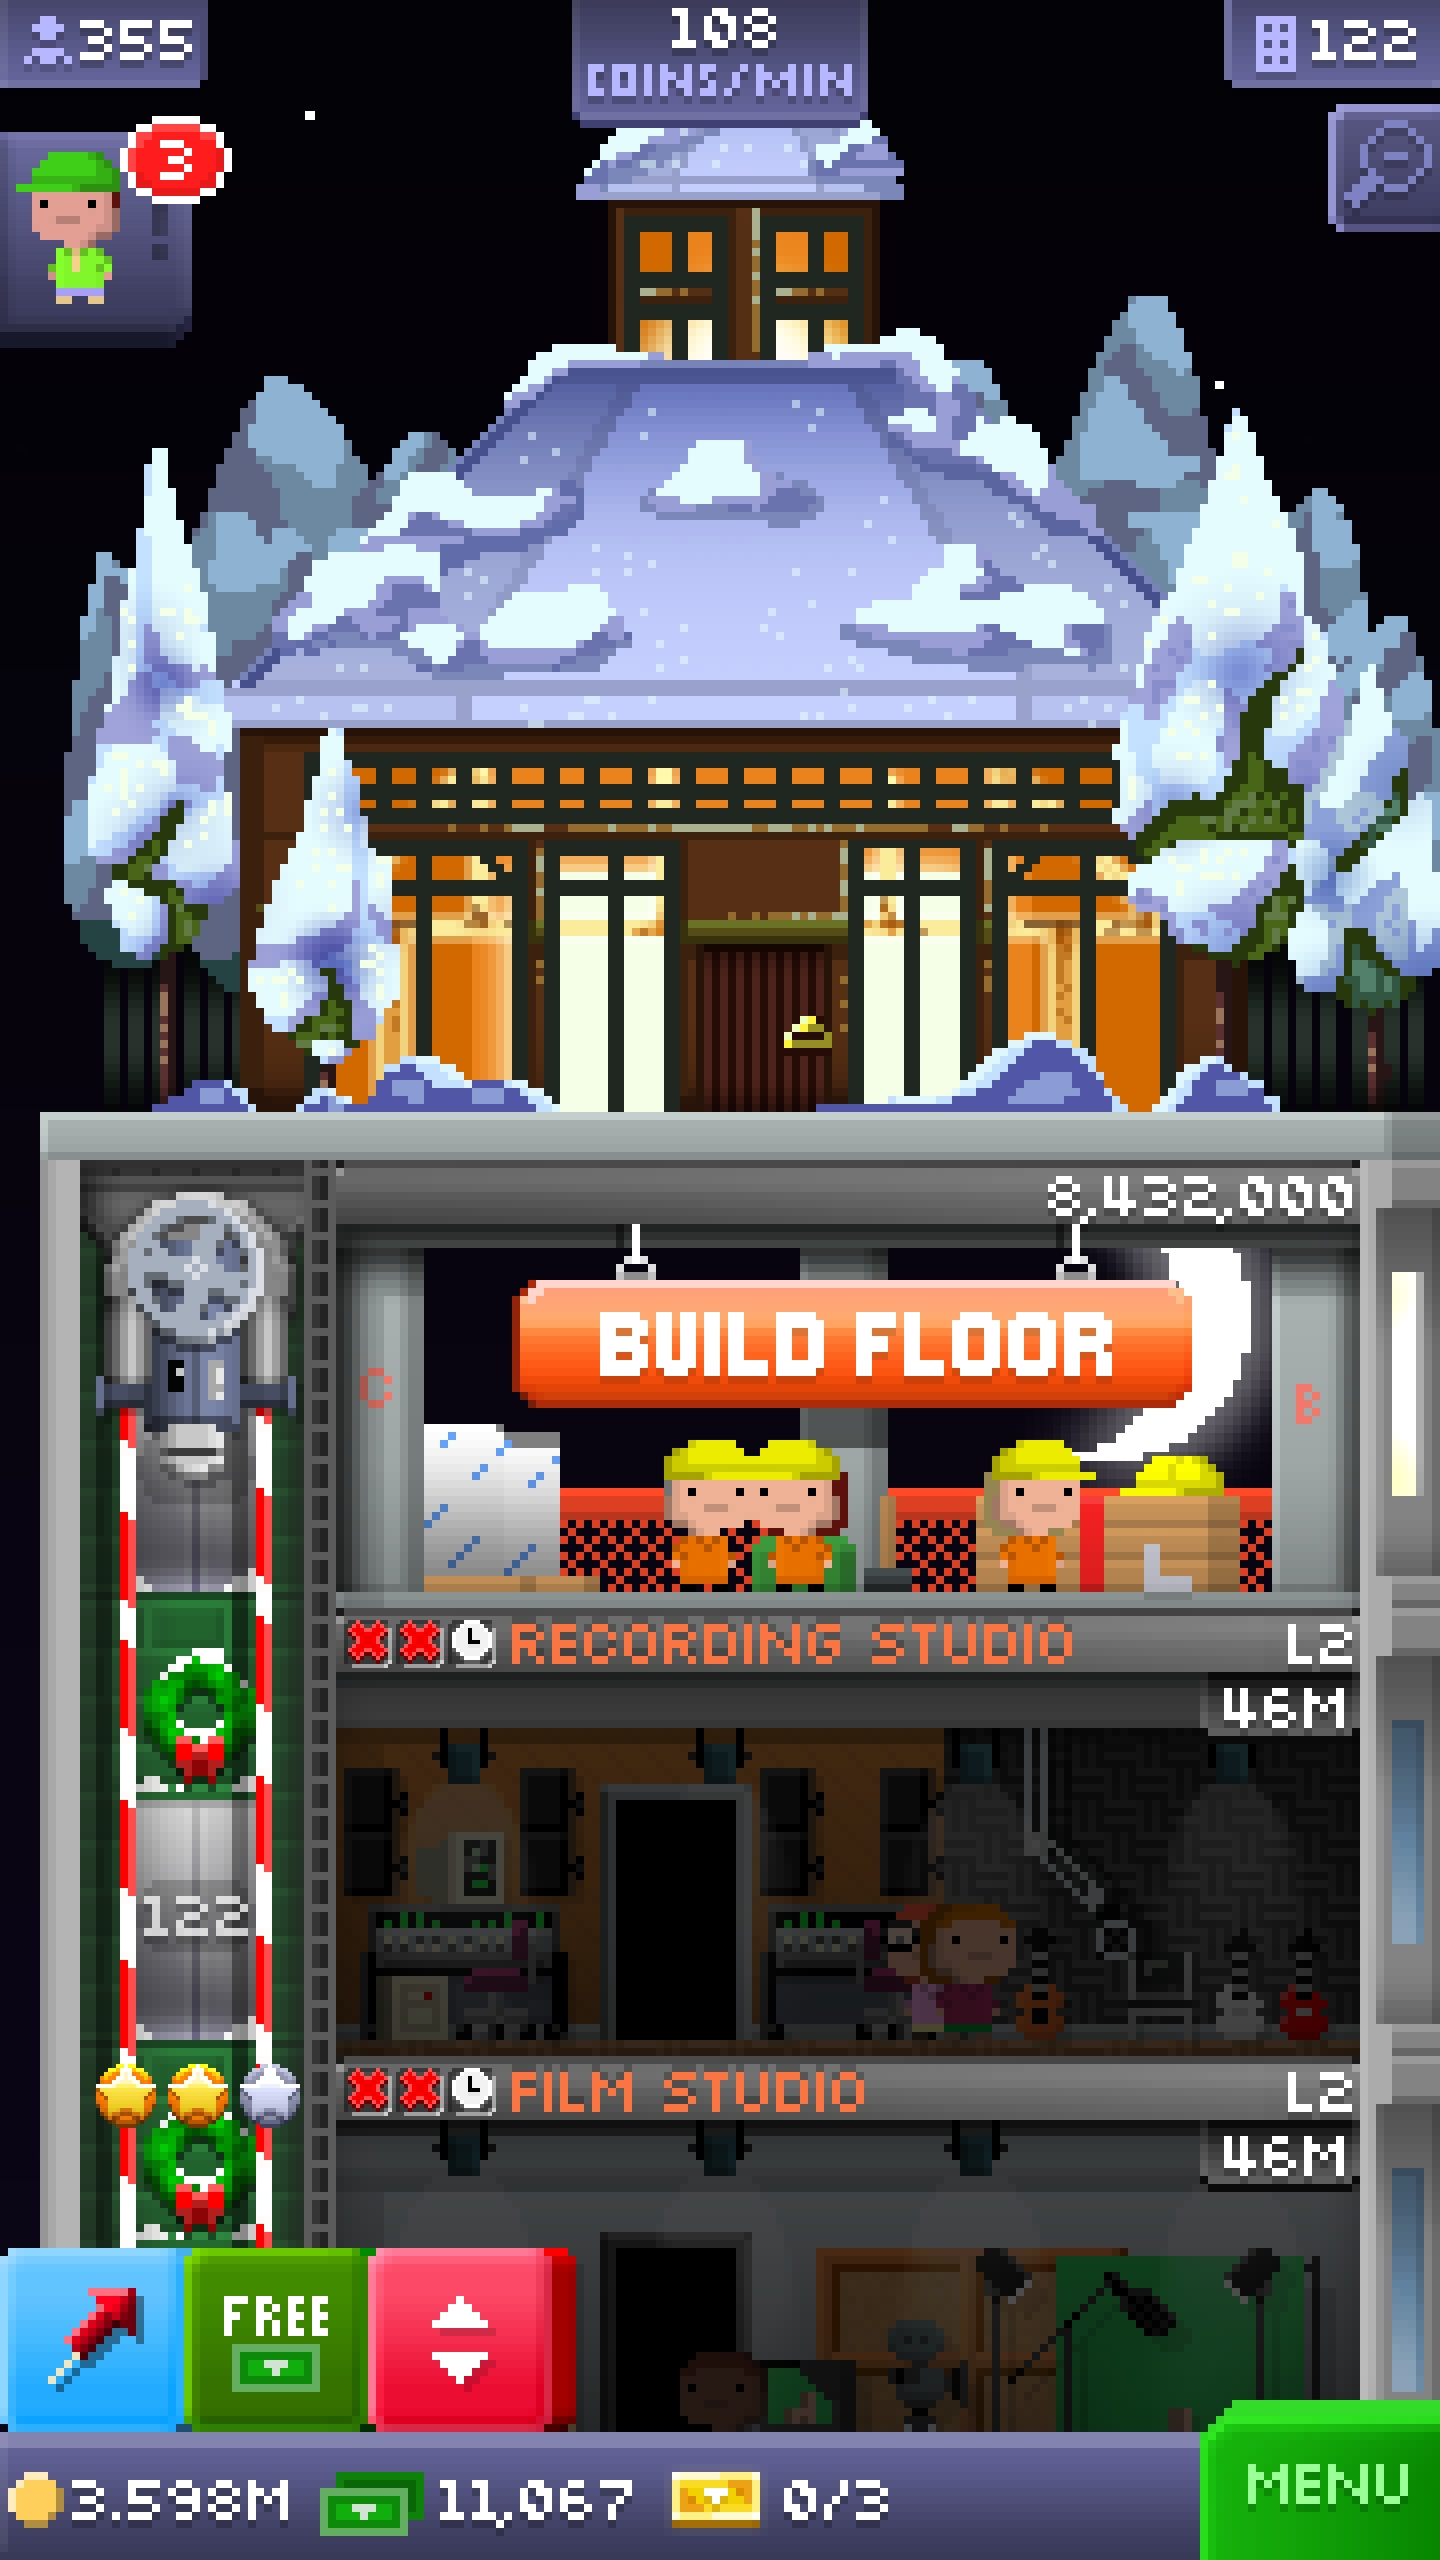 355
108
COINS/MIN
122
3
8,432,000
BUILD FLOOR
C
B
RECORDING STUDIO
L2
46M
122
FILM STUDIO
L2
46M
FREE
3.598M
11,067
0/3
MENU